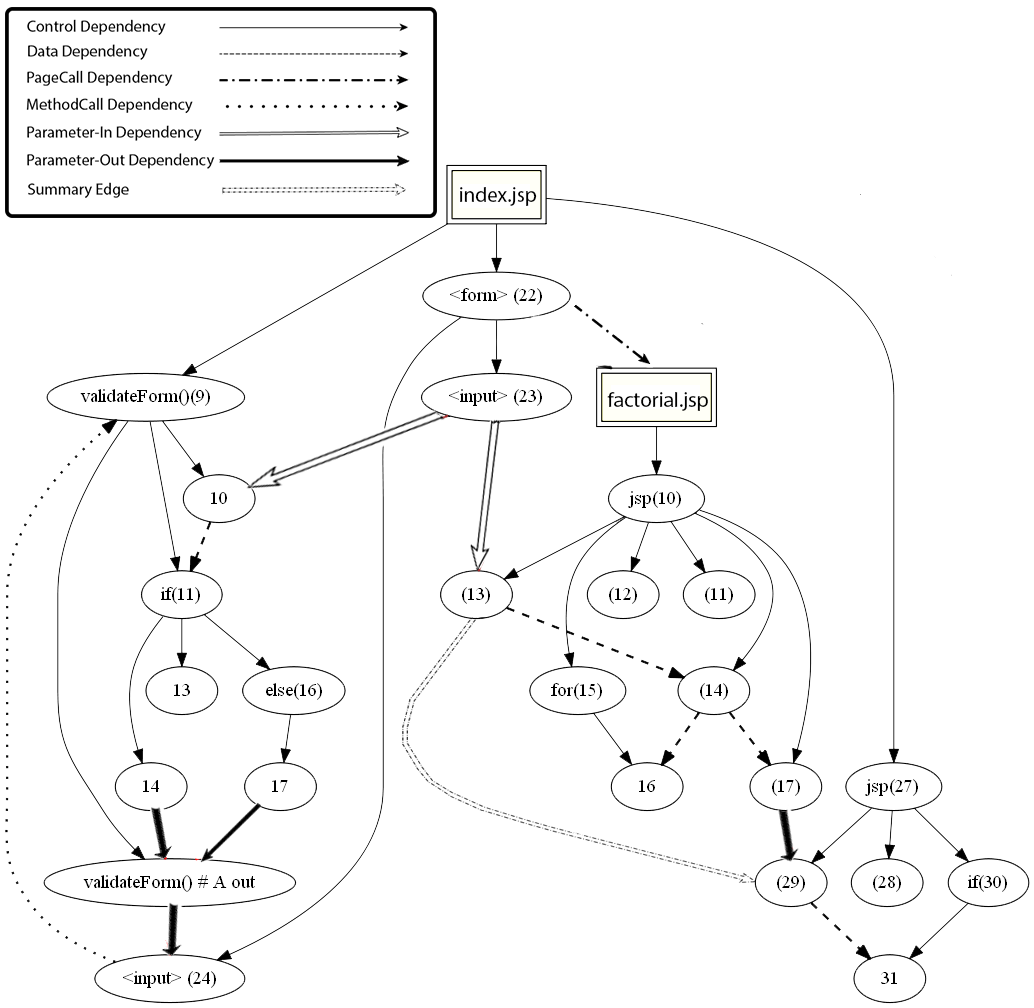 Control Dependency
Data Dependency
PageCall Dependency
MethodCall Dependency
Parameter-In Dependency
Parameter-Out Dependency
Summary Edge
index.jsp
<form> (22)
validateForm()(9)
<input> (23)
factorial.jsp
10
jsp(10)
if(11)
(13)
(12)
(11)
13
else(16)
for(15)
(14)
14
17
16
(17)
jsp(27)
validateForm() # A out
(29)
(28)
if(30)
<input> (24)
31